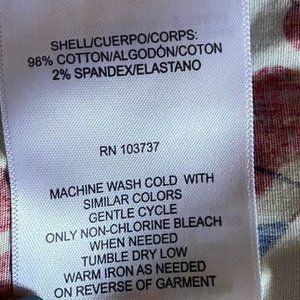 SHELL/CUERPO/CORPS:
98% COTTON/ALGODÓN/COTON
2% SPANDEX/ELASTANO
RN 103737
MACHINE WASH COLD WITH
SIMILAR COLORS
GENTLE CYCLE
ONLY NON-CHLORINE BLEACH
WHEN NEEDED
TUMBLE DRY LOW
WARM IRON AS NEEDED
ON REVERSE OF GARMENT